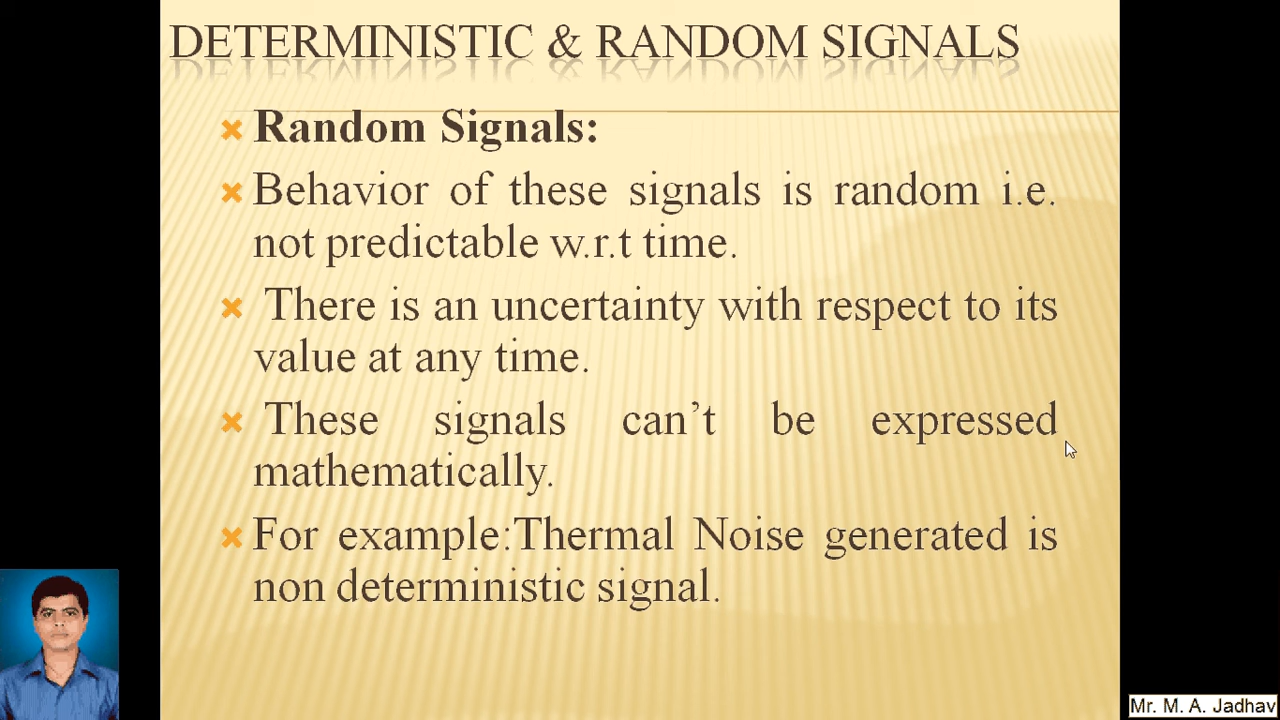 DETERMINISTIC & RANDOM SIGNALS
Random Signals:
Behavior of these signals is random i.e.
not predictable w.r.t time.
There is an uncertainty with respect to its
value at any time.
These signals can’t be expressed
mathematically.
For example:Thermal Noise generated is
non deterministic signal.
Mr. M. A. Jadhav